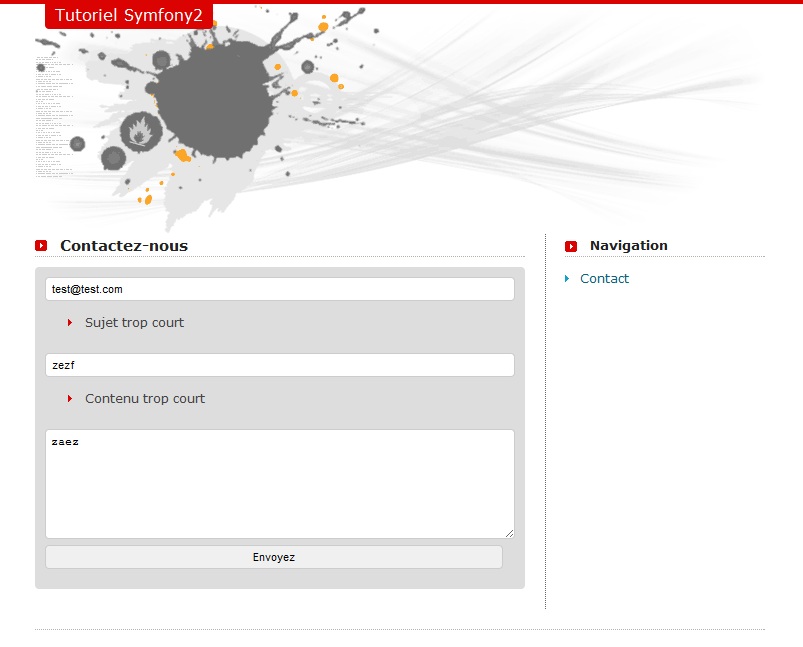 Tutoriel Symfony2
Contactez-nous
test@test.com
Sujet trop court
zezf
Contenu trop court
zaez
Envoyez
Navigation
Contact